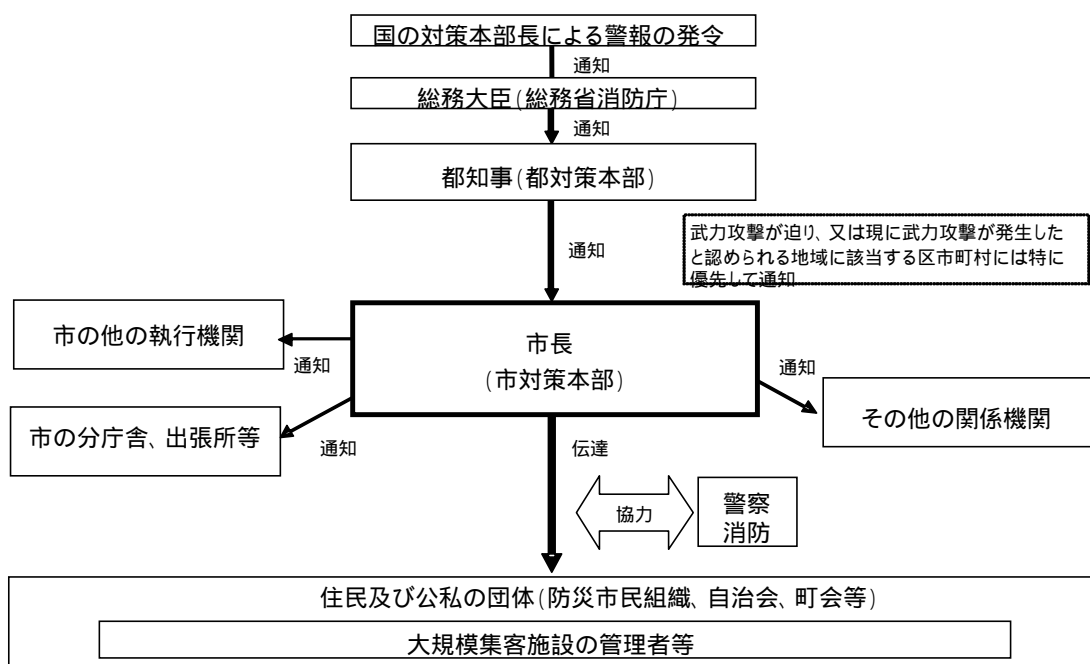 国の対策本部長による警報の発令
通知
総務大臣(総務省消防庁)
通知
都知事(都対策本部)
通知
武力攻撃が迫り、又は現に武力攻撃が発生した
と認められる地域に該当する区市町村には特に
優先して通知
市の他の執行機関
通知
市長
(市対策本部)
通知
その他の関係機関
市の分庁舎、出張所等
通知
伝達
協力
警察
消防
住民及び公私の団体(防災市民組織、自治会、町会等)
大規模集客施設の管理者等